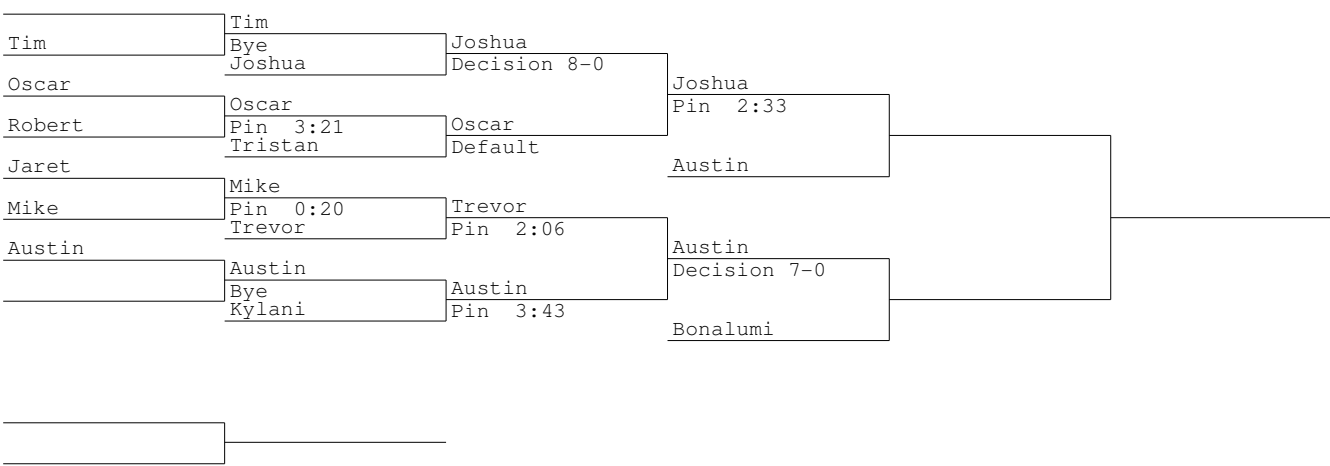 Tim
Tim
Bye
Joshua
Joshua
Decision 8-0
Oscar
Robert
Oscar
Pin 3:21
Tristan
Oscar
Default
Joshua
Pin 2:33
Austin
Jaret
Mike
Mike
Pin 0:20
Trevor
Trevor
Pin 2:06
Austin
Austin
Bye
Kylani
Austin
Pin 3:43
Austin
Decision 7-0
Bonalumi